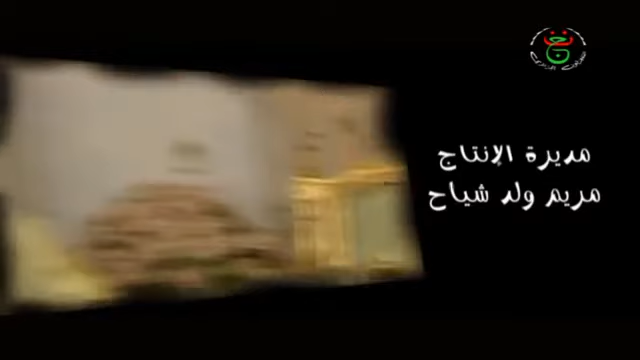 مديرة الإنتاج
مريم ولد شياح